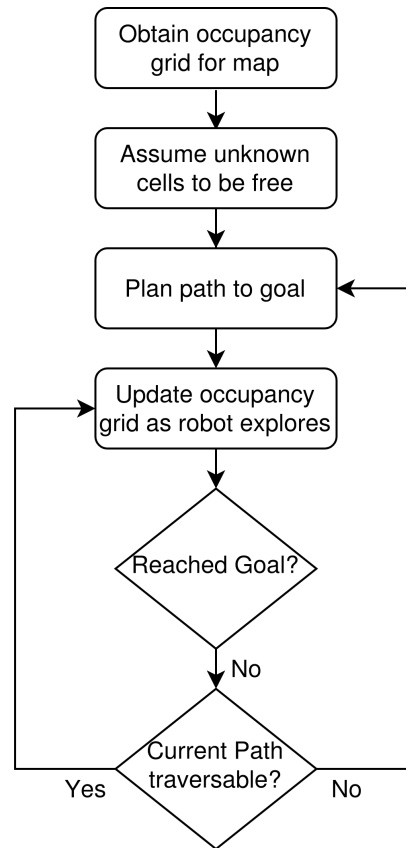 Obtain occupancy
grid for map
Assume unknown
cells to be free
Plan path to goal
Update occupancy
grid as robot explores
Reached Goal?
No
Current Path
traversable?
Yes
No